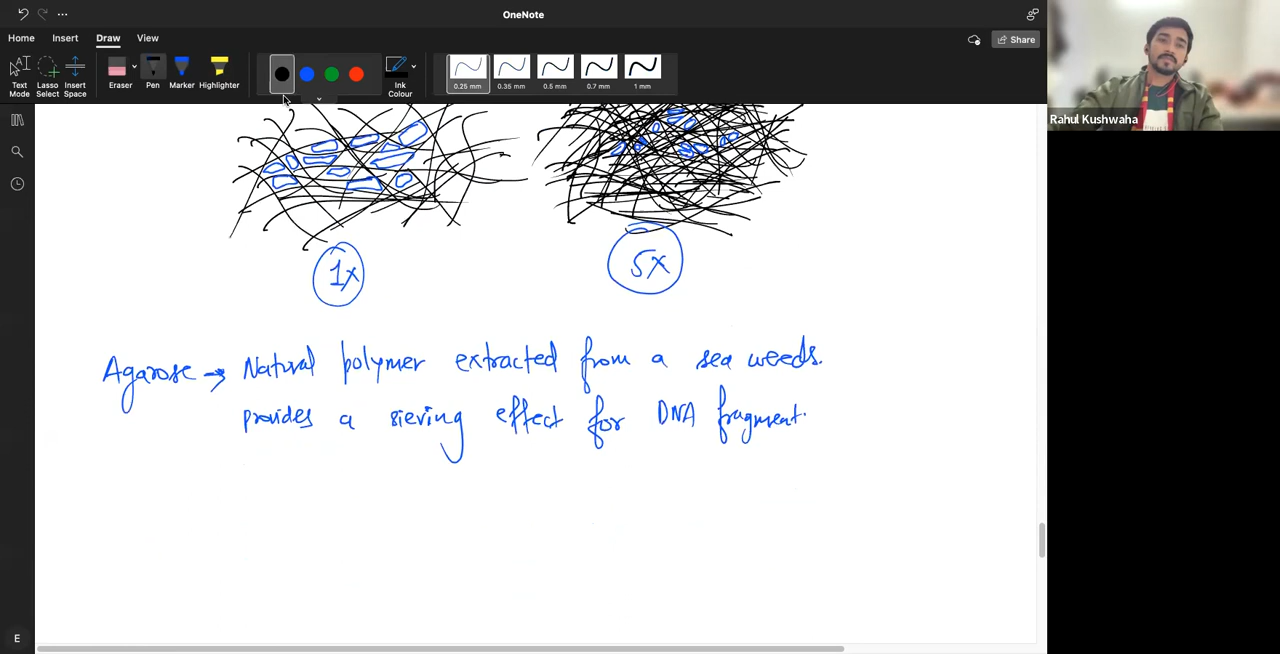 OneNote
Home Insert Draw View
Share
Text Mode
Lasso Select
Insert Space
Eraser
Pen
Marker
Highlighter
Ink Colour
0.25 mm
0.35 mm
0.5 mm
0.7 mm
1 mm
Rahul Kushwaha
1x
5x
Agarose → Natural polymer extracted from a sea weeds.
provides a sieving effect for DNA fragment.
E